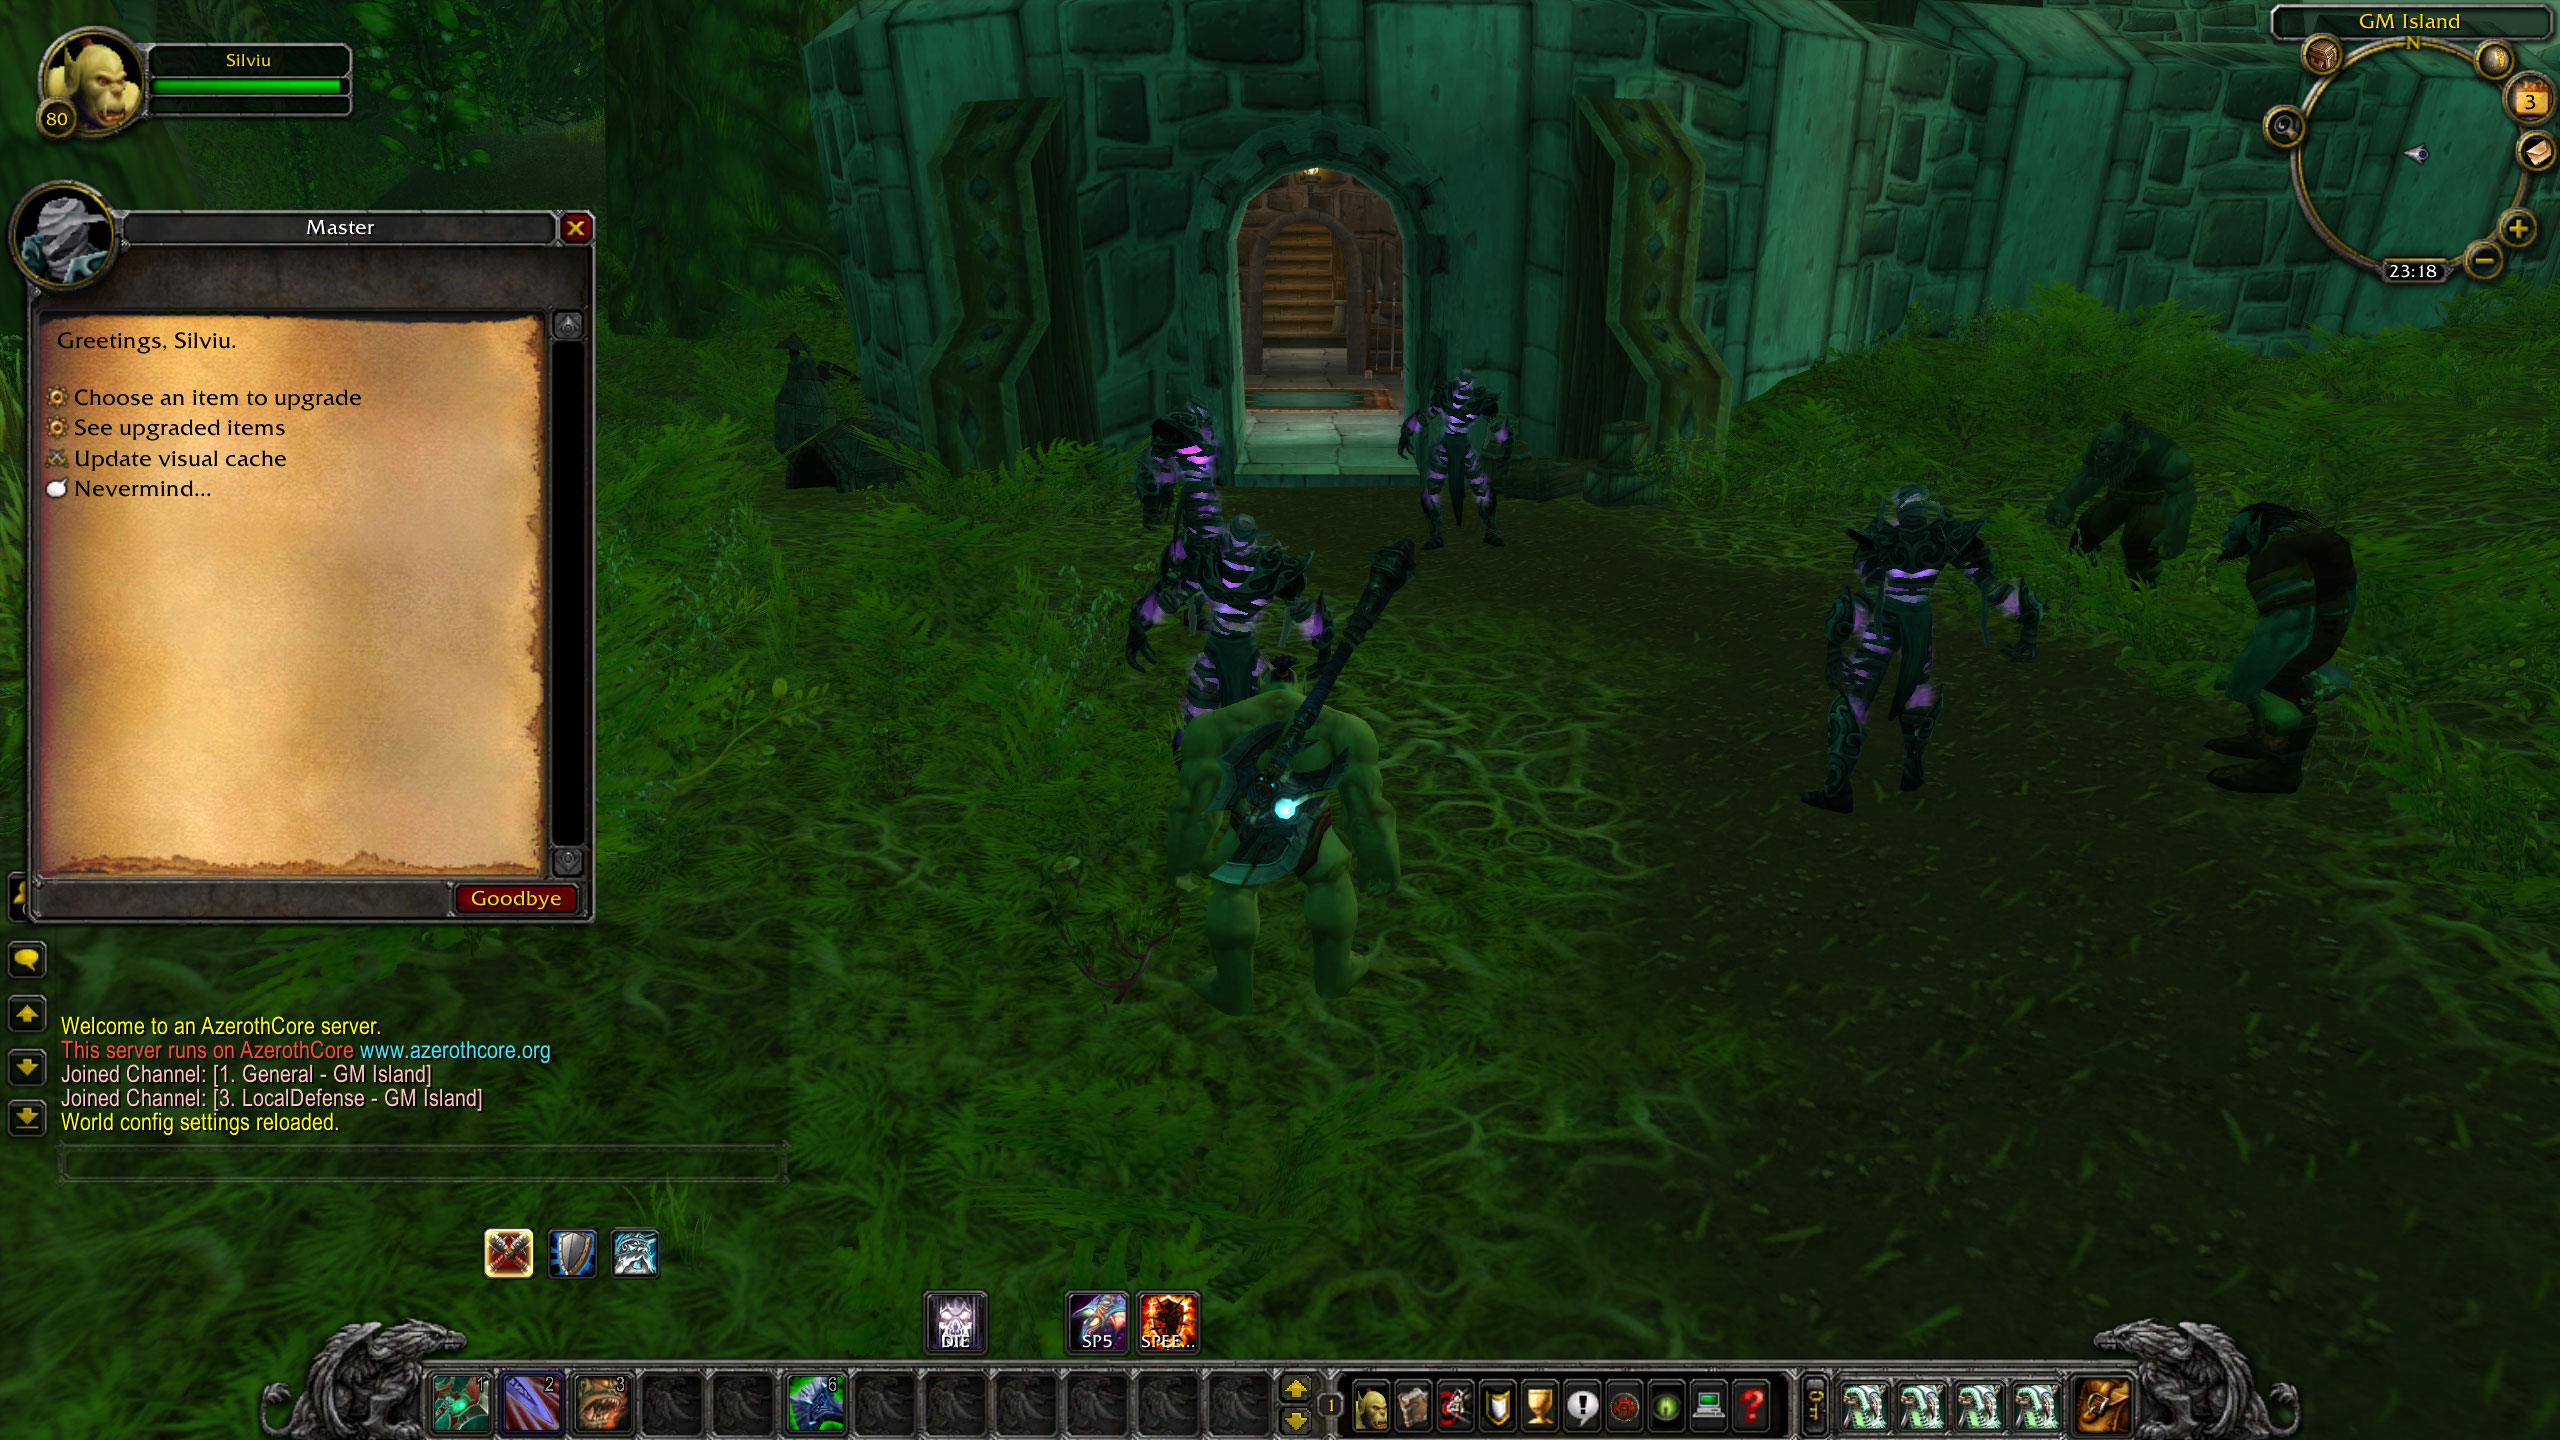 Silviu
80
GM Island
N
3
23:18
Master
Greetings, Silviu.
Choose an item to upgrade
See upgraded items
Update visual cache
Nevermind...
Goodbye
Welcome to an AzerothCore server.
This server runs on AzerothCore www.azerothcore.org
Joined Channel: [1. General - GM Island]
Joined Channel: [3. LocalDefense - GM Island]
World config settings reloaded.
DIE
SP5
SPEE...
1
2
3
6
1